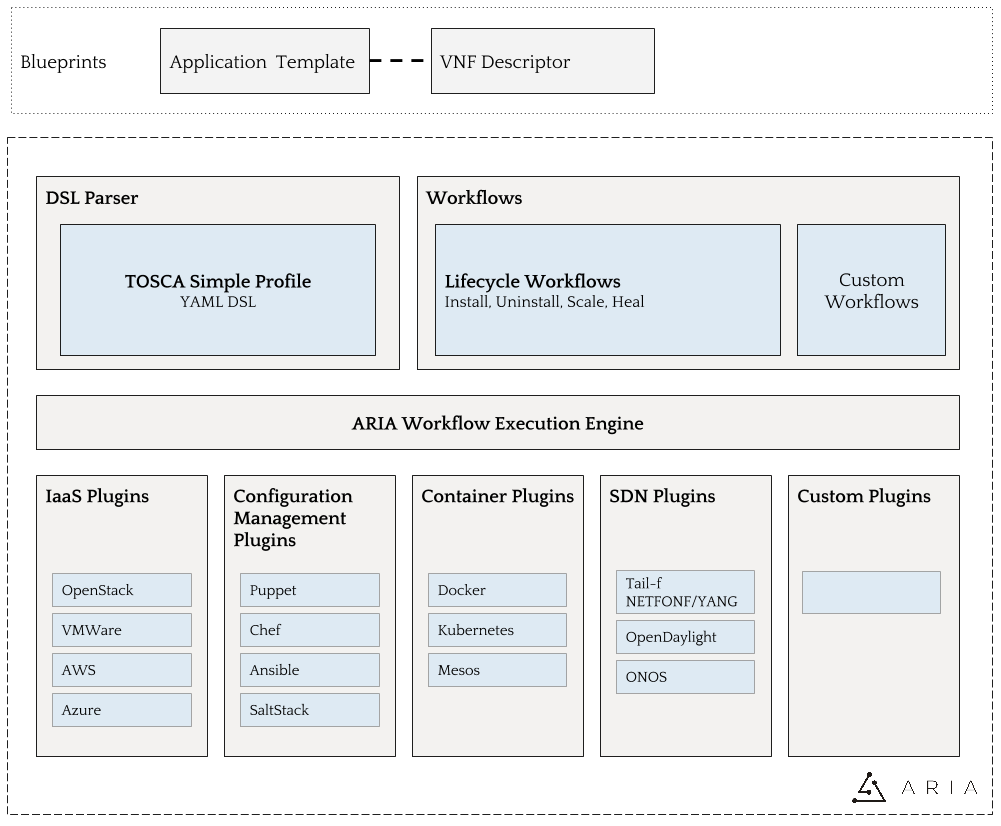 Blueprints
Application Template
VNF Descriptor
DSL Parser
TOSCA Simple Profile
YAML DSL
Workflows
Lifecycle Workflows
Install, Uninstall, Scale, Heal
Custom
Workflows
ARIA Workflow Execution Engine
IaaS Plugins
OpenStack
VMWare
AWS
Azure
Configuration
Management
Plugins
Puppet
Chef
Ansible
SaltStack
Container Plugins
Docker
Kubernetes
Mesos
SDN Plugins
Tail-f
NETFONF/YANG
OpenDaylight
ONOS
Custom Plugins
ARIA